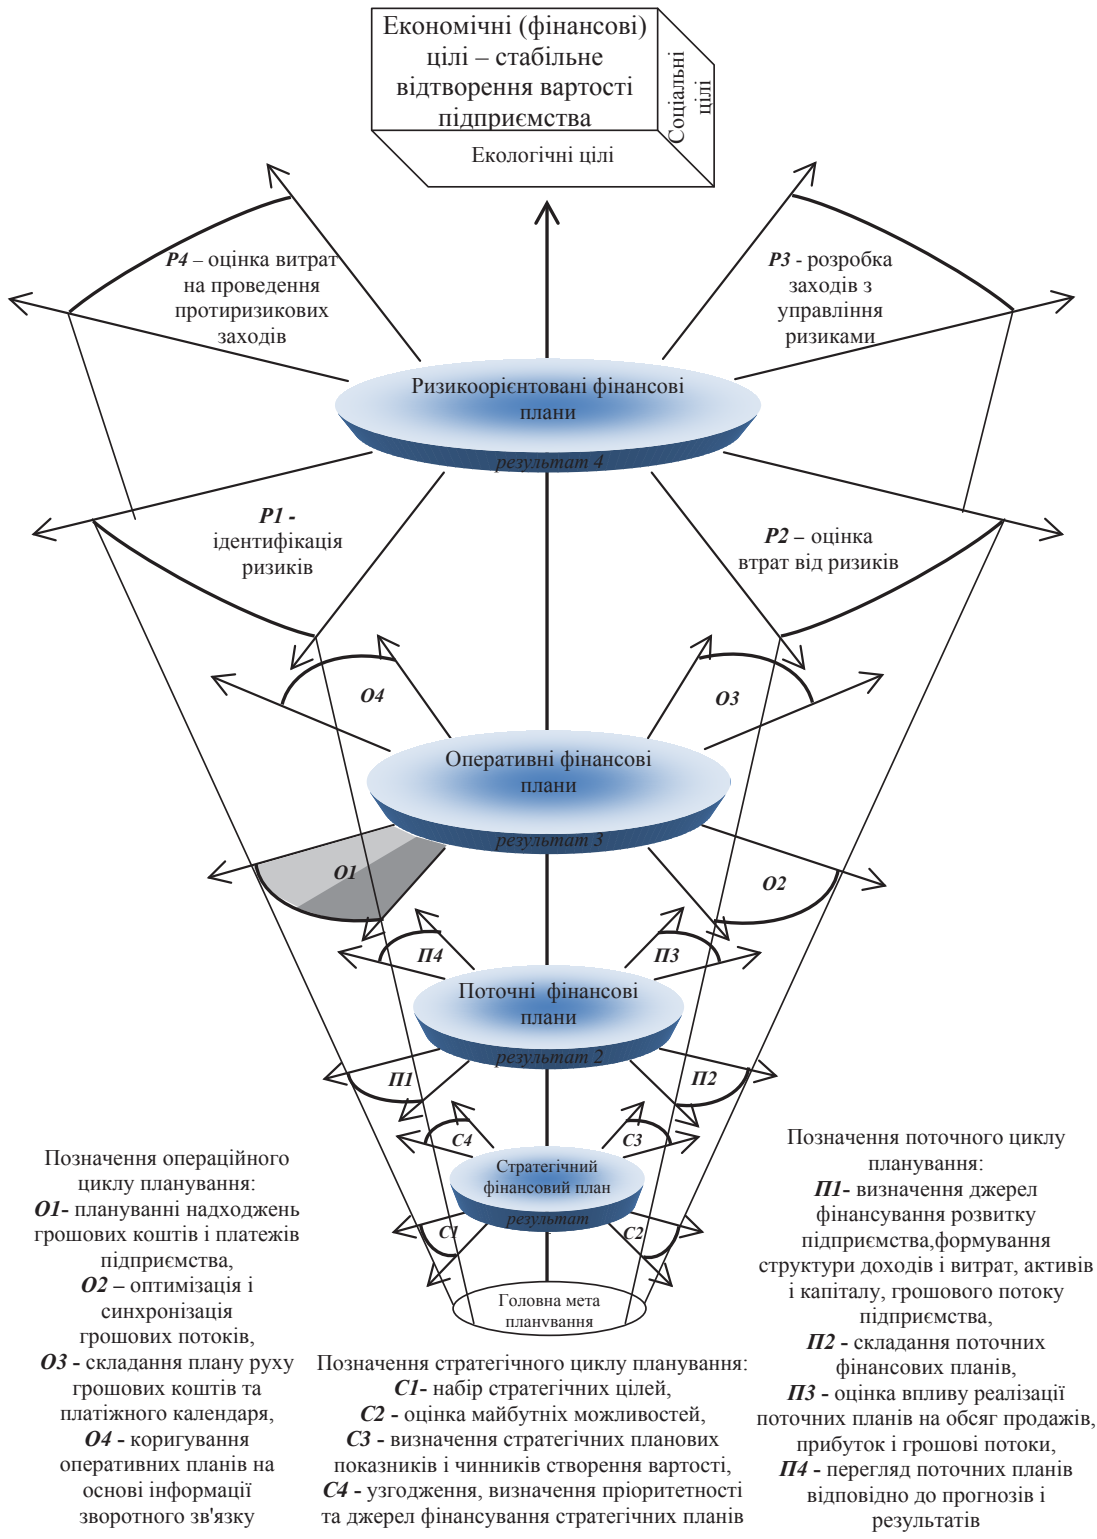 Економічні (фінансові)
цілі – стабільне
відтворення вартості
підприємства
Соціальні
цілі
Екологічні цілі
Р4 – оцінка витрат
на проведення
протиризикових
заходів
Р3 - розробка
заходів з
управління
ризиками
Ризикоорієнтовані фінансові
плани
результат 4
Р1 -
ідентифікація
ризиків
Р2 – оцінка
втрат від ризиків
О4
О3
Оперативні фінансові
плани
результат 3
О1
О2
П4
П3
Поточні фінансові
плани
результат 2
П1
П2
С4
С3
Стратегічний
фінансовий план
результат
С1
С2
Головна мета
планування
Позначення операційного
циклу планування:
О1- плануванні надходжень
грошових коштів і платежів
підприємства,
О2 – оптимізація і
синхронізація
грошових потоків,
О3 - складання плану руху
грошових коштів та
платіжного календаря,
О4 - коригування
оперативних планів на
основі інформації
зворотного зв'язку
Позначення стратегічного циклу планування:
С1- набір стратегічних цілей,
С2 - оцінка майбутніх можливостей,
С3 - визначення стратегічних планових
показників і чинників створення вартості,
С4 - узгодження, визначення пріоритетності
та джерел фінансування стратегічних планів
Позначення поточного циклу
планування:
П1- визначення джерел
фінансування розвитку
підприємства,формування
структури доходів і витрат, активів
і капіталу, грошового потоку
підприємства,
П2 - складання поточних
фінансових планів,
П3 - оцінка впливу реалізації
поточних планів на обсяг продажів,
прибуток і грошові потоки,
П4 - перегляд поточних планів
відповідно до прогнозів і
результатів